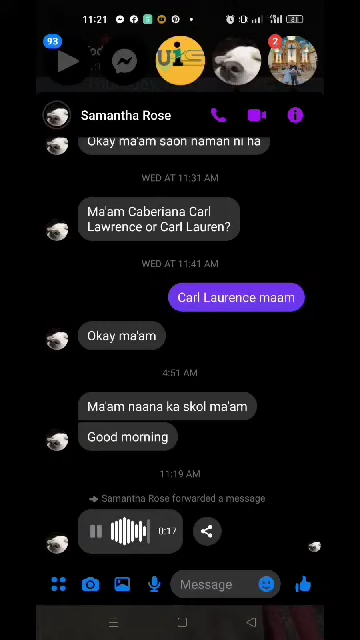 11:21
93
UiS
2
Samantha Rose
Okay ma'am saon naman ni ha
WED AT 11:31 AM
Ma'am Caberiana Carl
Lawrence or Carl Lauren?
WED AT 11:41 AM
Carl Laurence maam
Okay ma'am
4:51 AM
Ma'am naana ka skol ma'am
Good morning
11:19 AM
Samantha Rose forwarded a message
0:17
Message